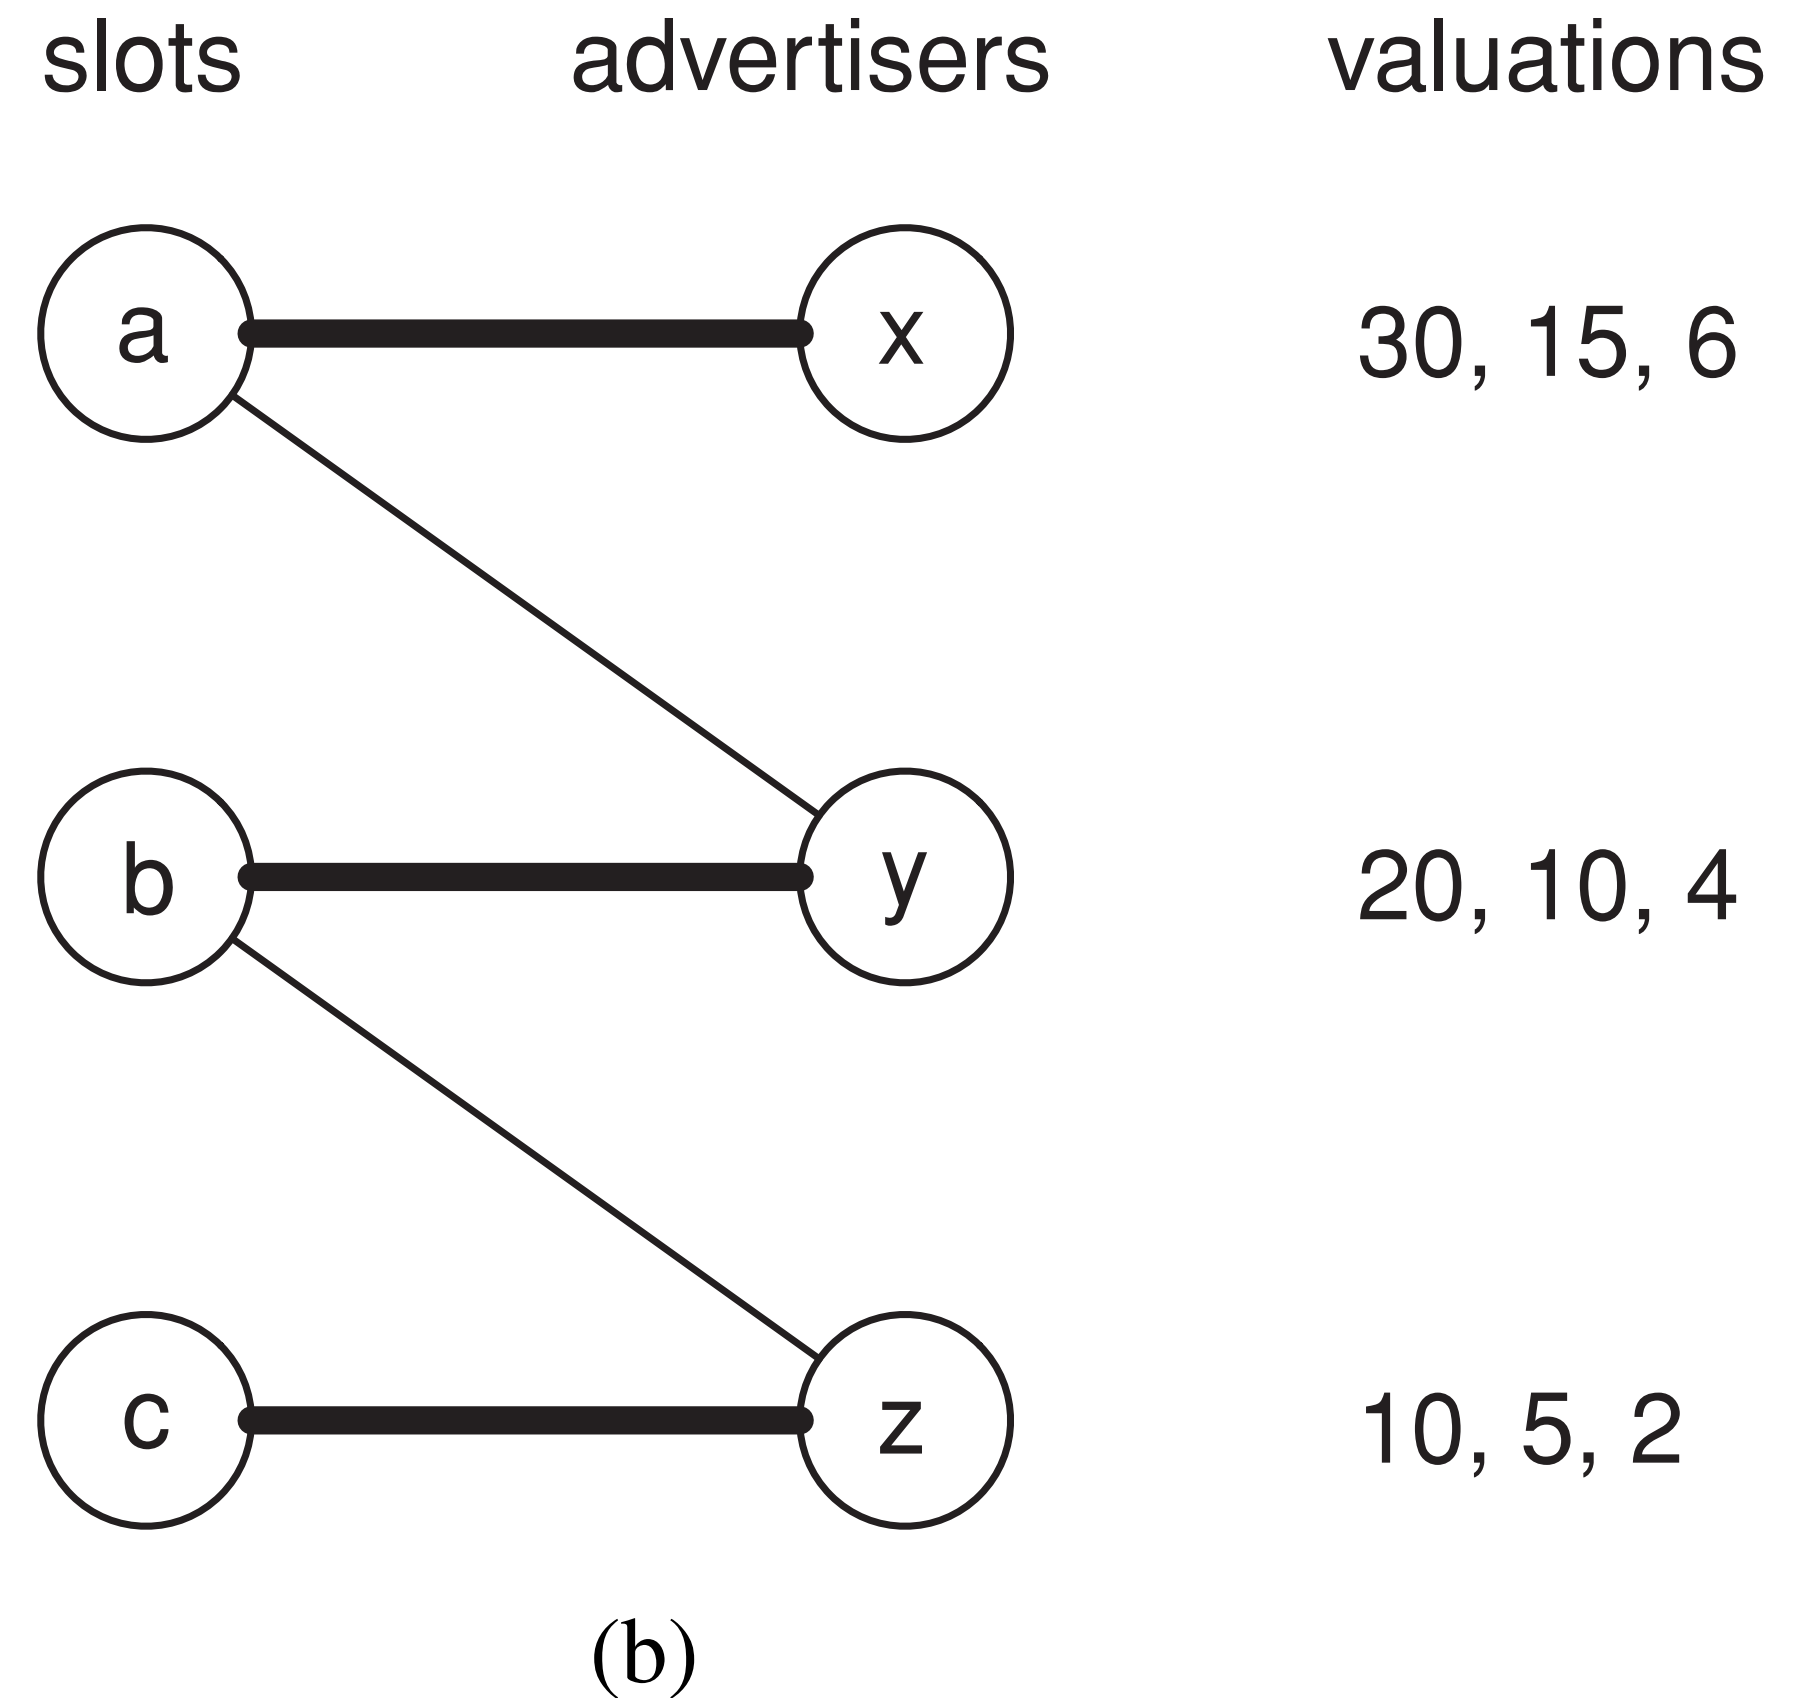 slots advertisers valuations
a x 30, 15, 6
b y 20, 10, 4
c z 10, 5, 2
(b)